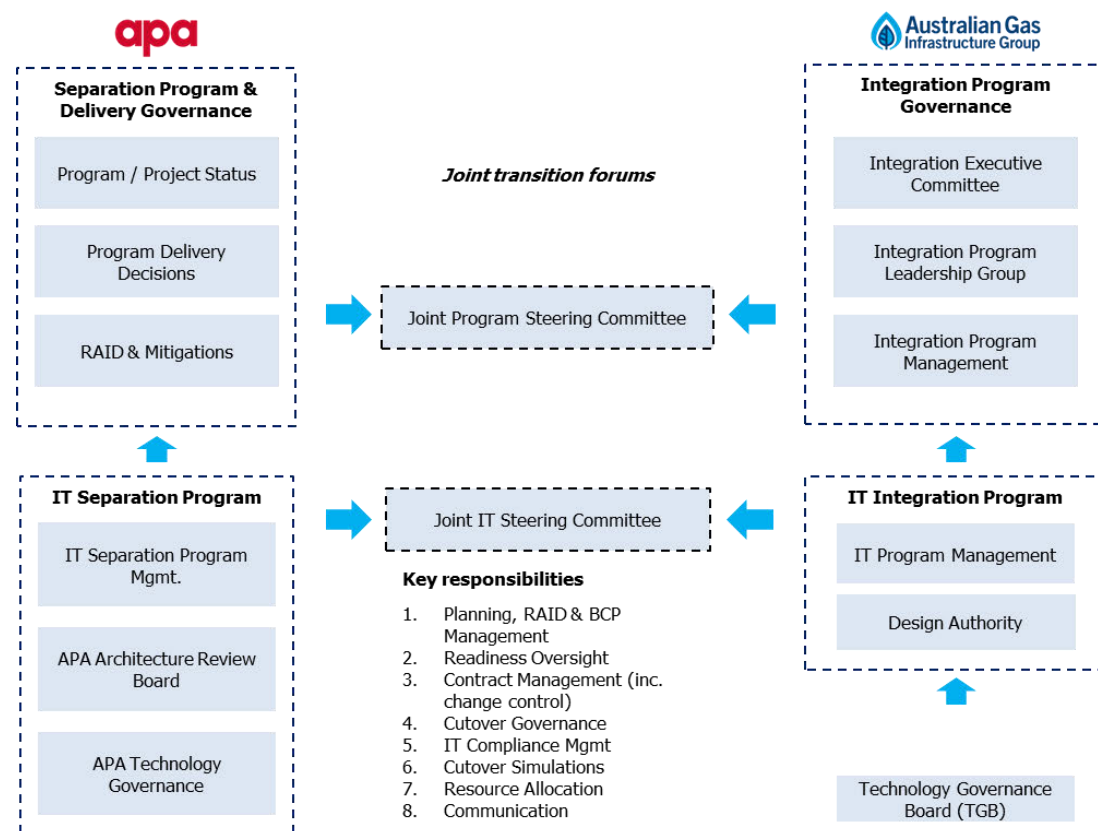 apa
Separation Program &
Delivery Governance
Program / Project Status
Program Delivery
Decisions
RAID & Mitigations
IT Separation Program
IT Separation Program
Mgmt.
APA Architecture Review
Board
APA Technology
Governance
Joint transition forums
Joint Program Steering Committee
Joint IT Steering Committee
Key responsibilities
1. Planning, RAID & BCP
Management
2. Readiness Oversight
3. Contract Management (inc.
change control)
4. Cutover Governance
5. IT Compliance Mgmt
6. Cutover Simulations
7. Resource Allocation
8. Communication
Australian Gas
Infrastructure Group
Integration Program
Governance
Integration Executive
Committee
Integration Program
Leadership Group
Integration Program
Management
IT Integration Program
IT Program Management
Design Authority
Technology Governance
Board (TGB)